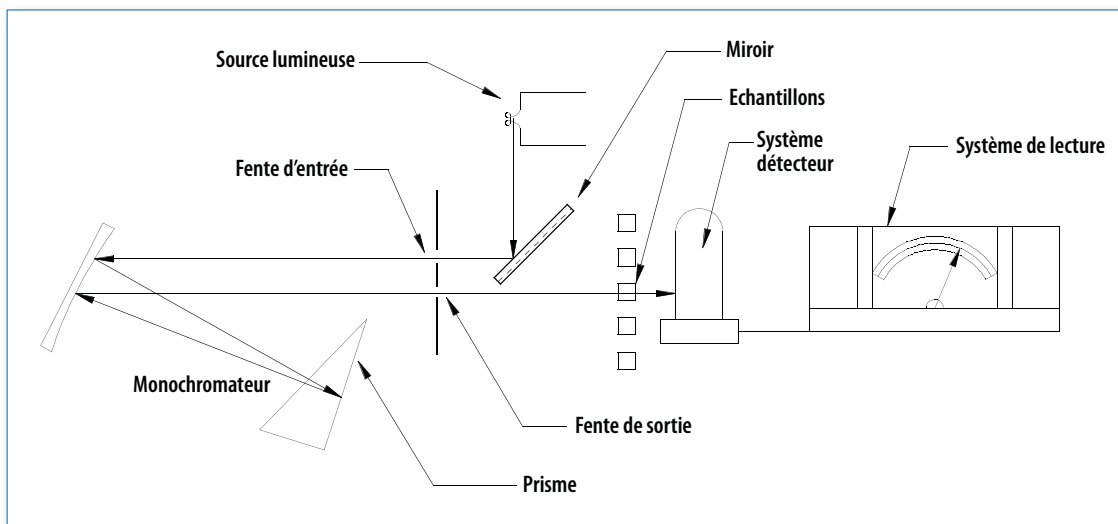 Source lumineuse
Miroir
Echantillons
Système
détecteur
Système de lecture
Fente d’entrée
Monochromateur
Fente de sortie
Prisme